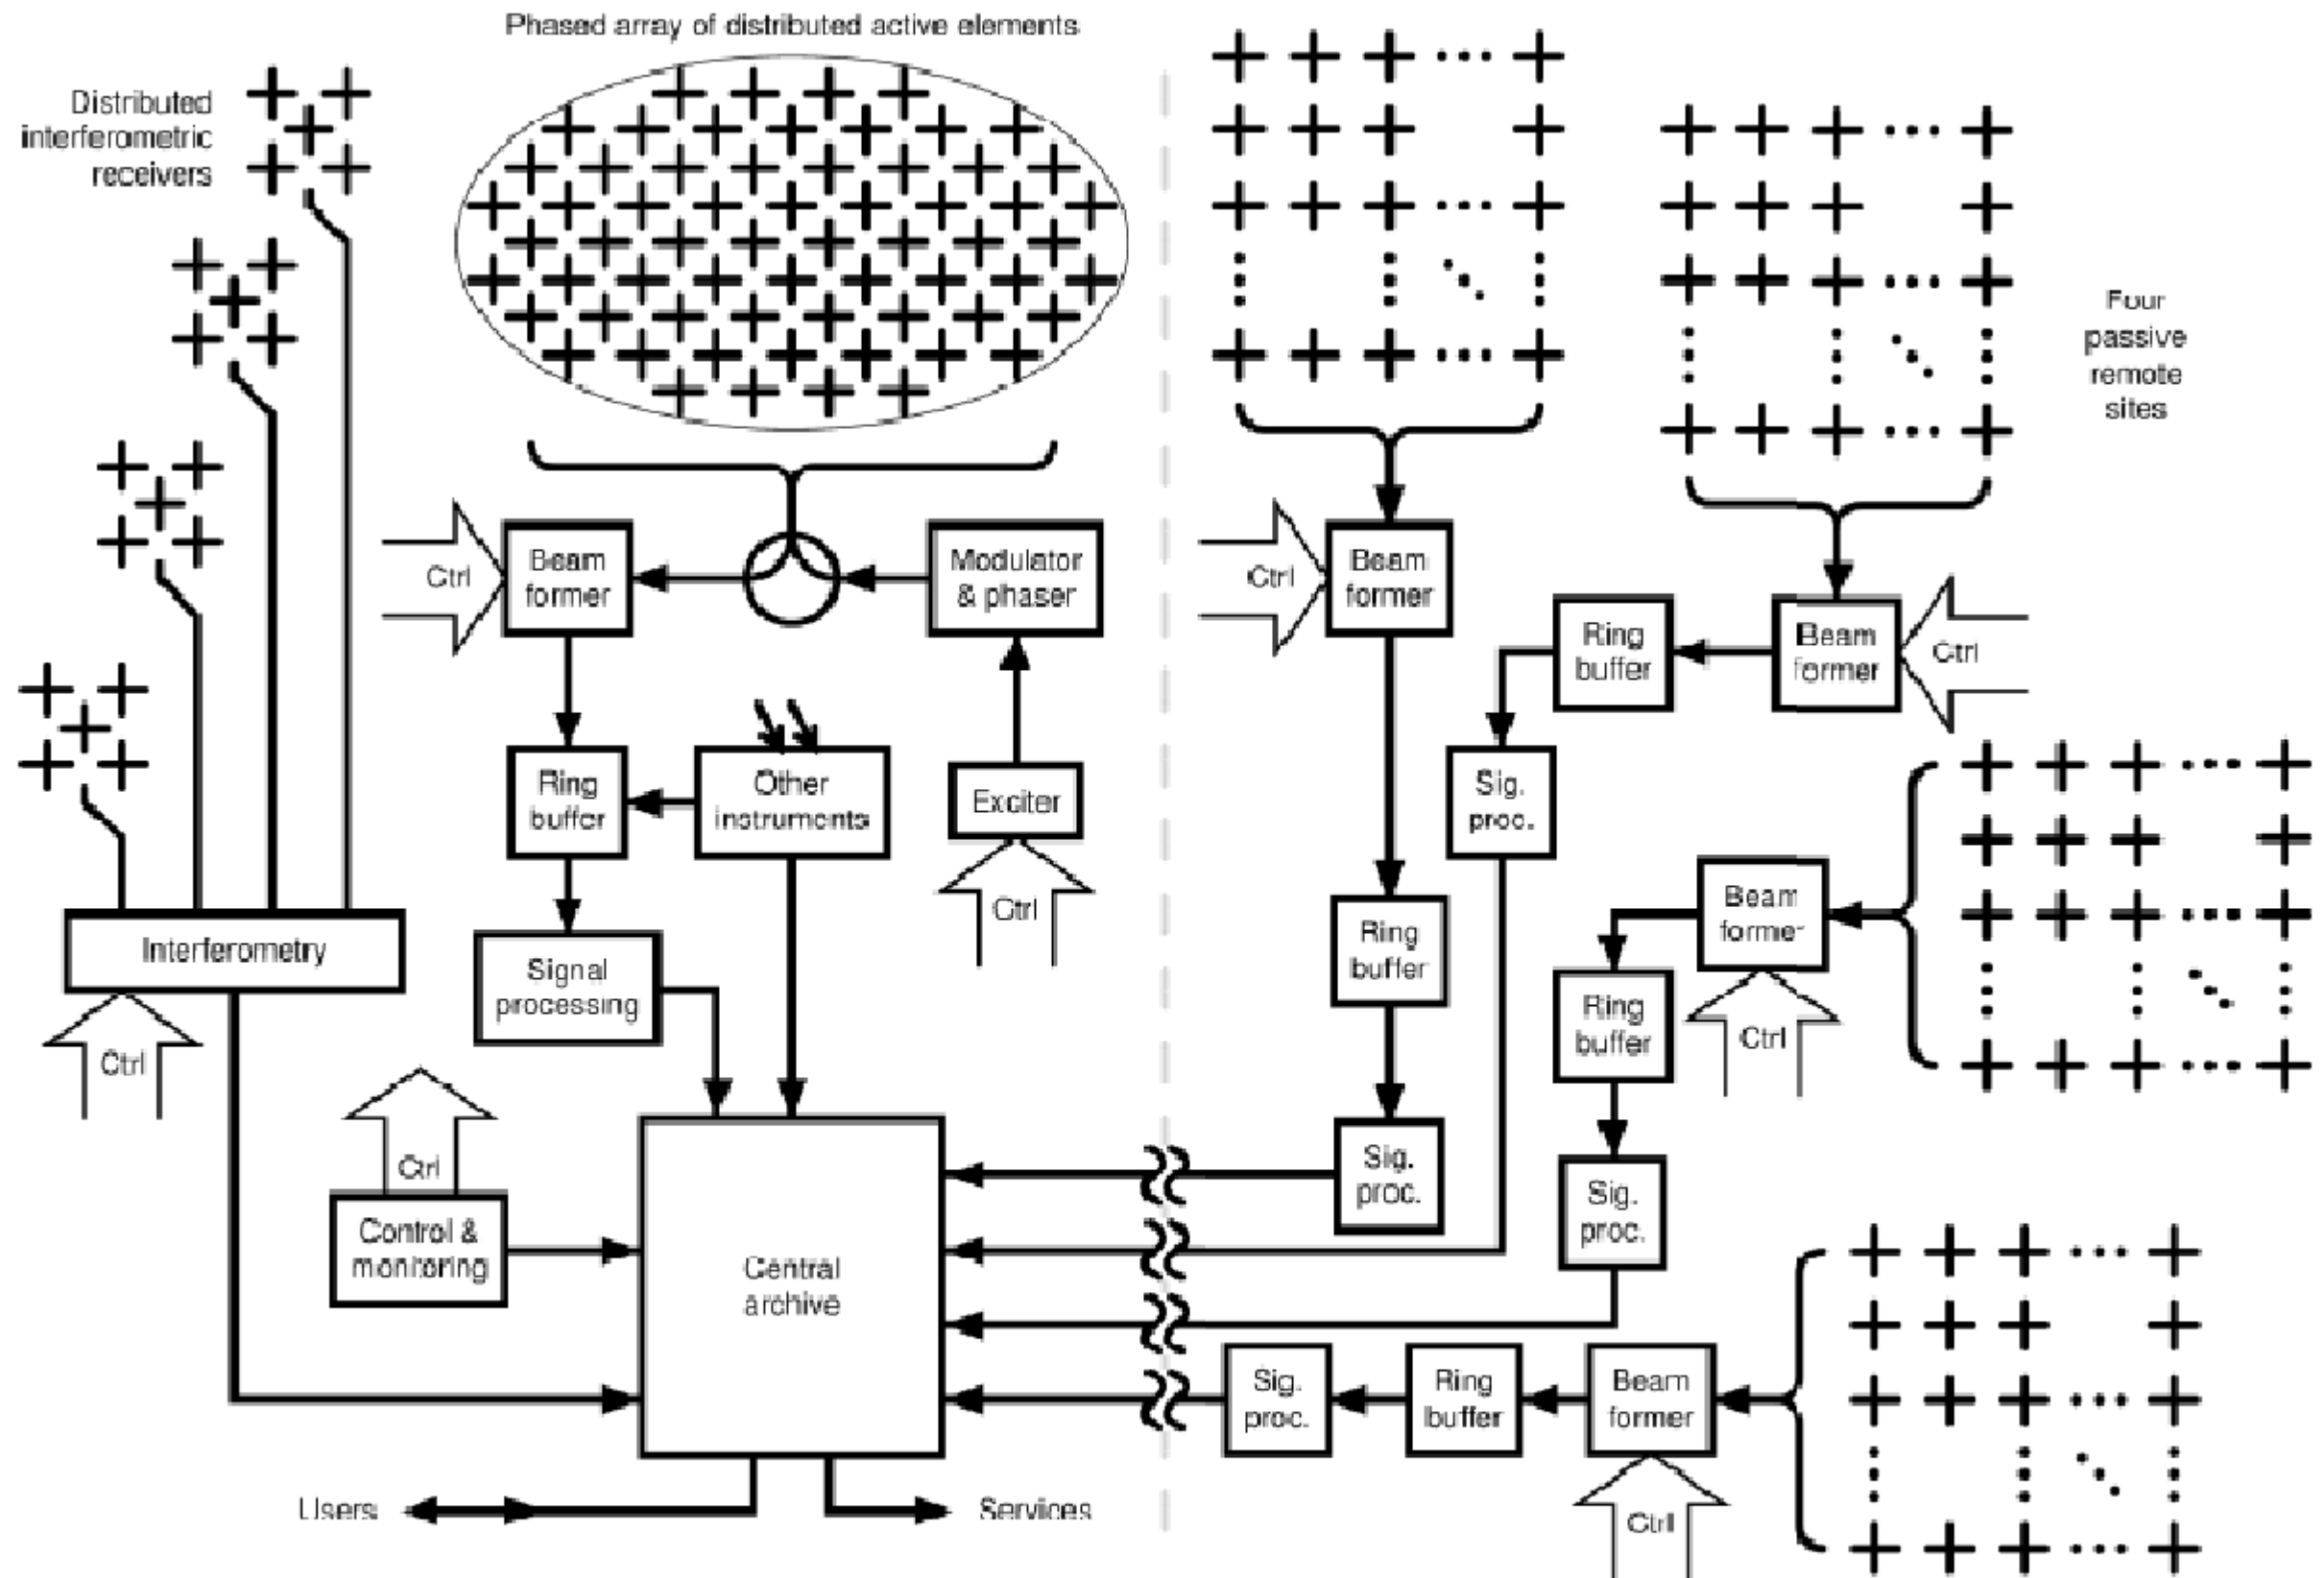 Phased array of distributed active elements
Distributed
interferometric
receivers
Four
passive
remote
sites
Ctrl
Beam
former
Modulator
& phaser
Ctrl
Beam
former
Ring
buffer
Beam
former
Ctrl
Ring
buffer
Other
instruments
Exciter
Sig.
proc.
Ctrl
Beam
former
Interferometry
Signal
processing
Ring
buffer
Ring
buffer
Ctrl
Ctrl
Ctrl
Control &
monitoring
Central
archive
Sig.
proc.
Sig.
proc.
Sig.
proc.
Ring
buffer
Beam
former
Users
Services
Ctrl